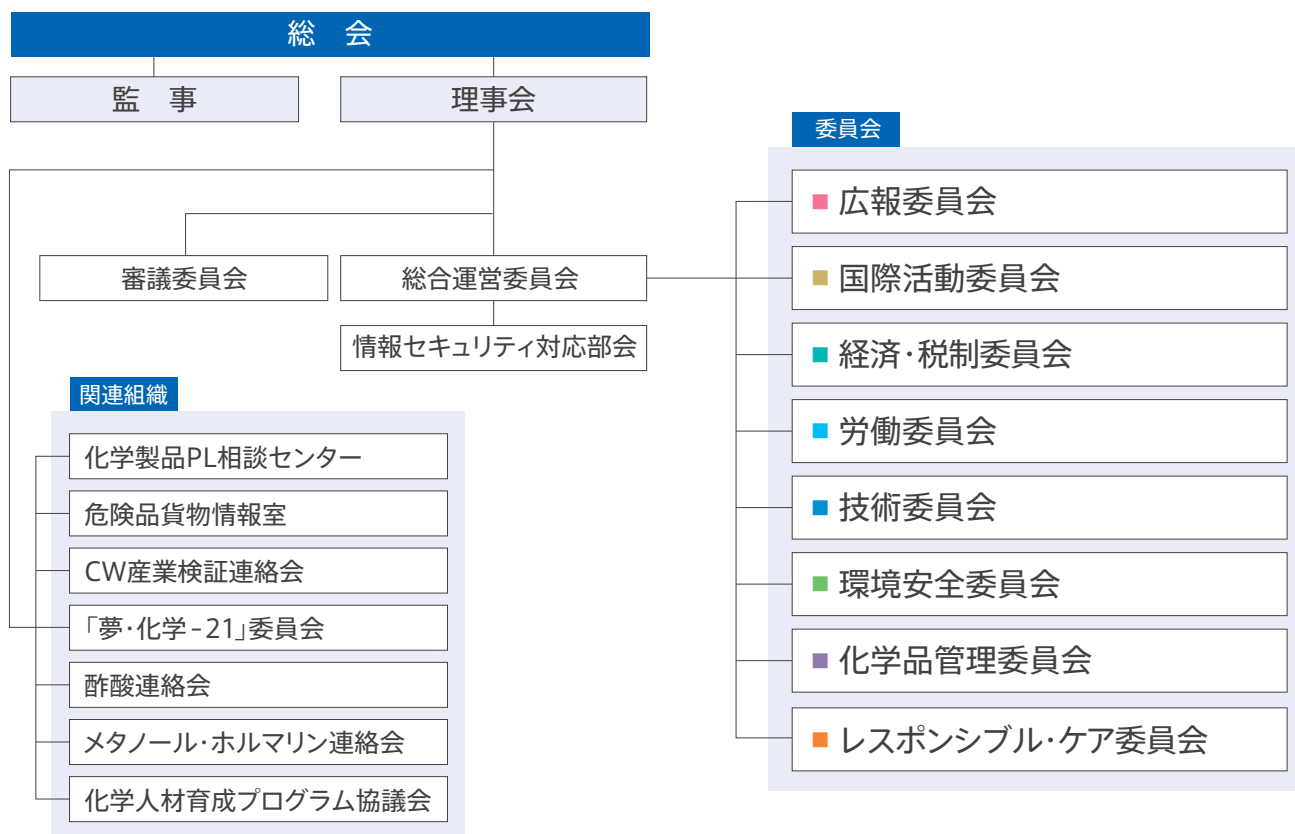 総　会
監　事
理事会
審議委員会
総合運営委員会
情報セキュリティ対応部会
関連組織
化学製品PL相談センター
危険品貨物情報室
CW産業検証連絡会
「夢・化学－21」委員会
酢酸連絡会
メタノール・ホルマリン連絡会
化学人材育成プログラム協議会
委員会
広報委員会
国際活動委員会
経済・税制委員会
労働委員会
技術委員会
環境安全委員会
化学品管理委員会
レスポンシブル・ケア委員会